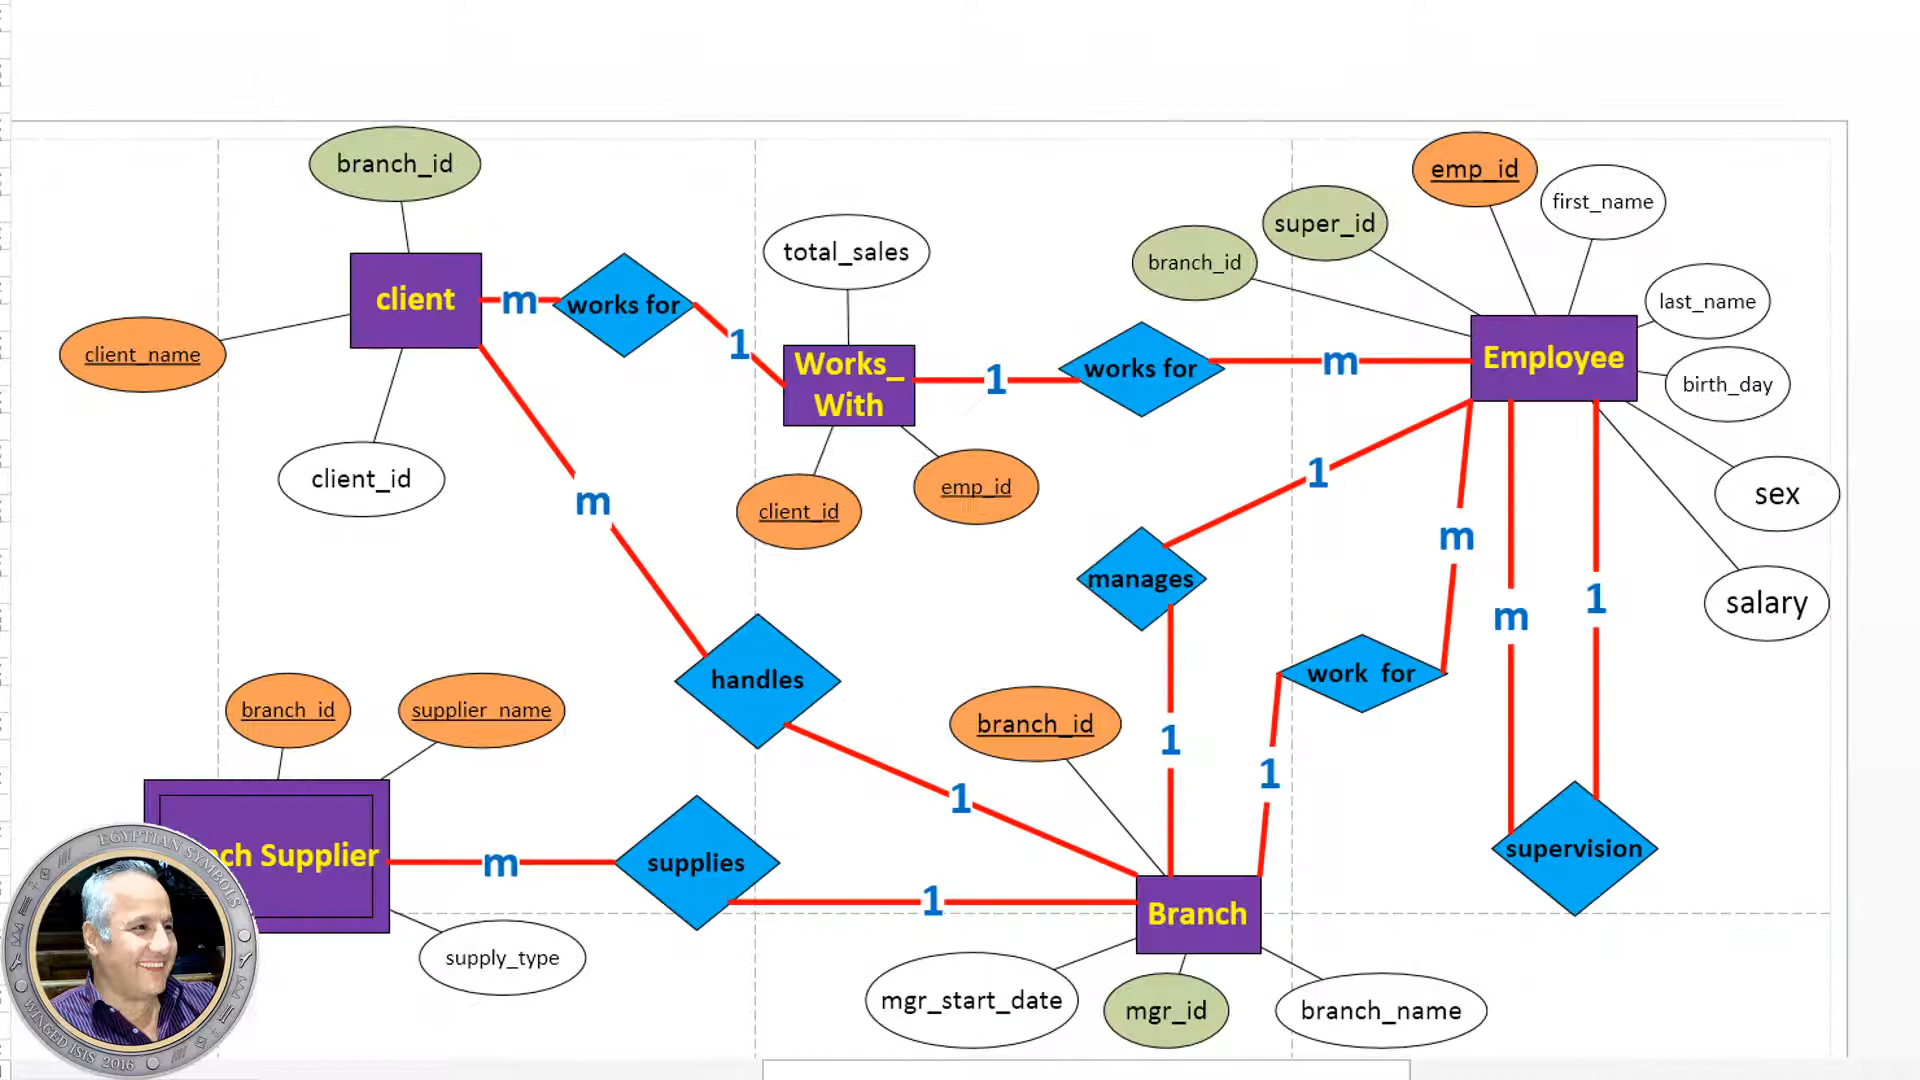 branch_id
client
client_name
client_id
m
works for
1
total_sales
Works_
With
client_id
emp_id
1
works for
m
branch_id
super_id
emp_id
first_name
last_name
birth_day
sex
salary
Employee
1
manages
1
m
work for
1
m
1
supervision
m
handles
1
branch_id
supplier_name
Supplier
supply_type
m
supplies
1
branch_id
Branch
mgr_start_date
mgr_id
branch_name
EGYPTIAN SYMBOLS
WINGED ISIS 2016